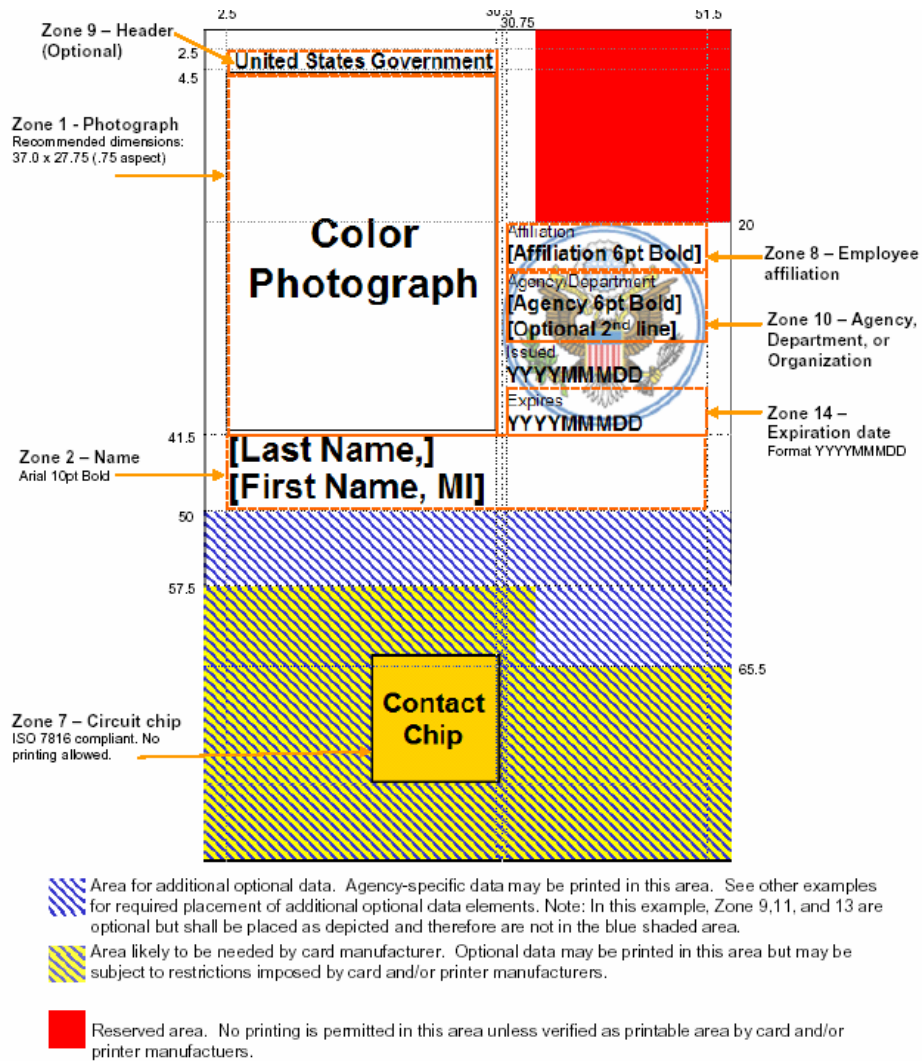 2.5
30.5
30.75
51.5
Zone 9 – Header
(Optional)
2.5
4.5
United States Government
Zone 1 - Photograph
Recommended dimensions:
37.0 x 27.75 (.75 aspect)
Color
Photograph
20
Affiliation
[Affiliation 6pt Bold]
Zone 8 – Employee
affiliation
Agency/Department
[Agency 6pt Bold]
[Optional 2nd line]
Zone 10 – Agency,
Department, or
Organization
Issued
YYYYMMMDD
Expires
YYYYMMMDD
Zone 14 –
Expiration date
Format YYYYMMMDD
41.5
Zone 2 – Name
Arial 10pt Bold
[Last Name,]
[First Name, MI]
50
57.5
65.5
Zone 7 – Circuit chip
ISO 7816 compliant. No
printing allowed.
Contact
Chip
Area for additional optional data. Agency-specific data may be printed in this area. See other examples
for required placement of additional optional data elements. Note: In this example, Zone 9,11, and 13 are
optional but shall be placed as depicted and therefore are not in the blue shaded area.
Area likely to be needed by card manufacturer. Optional data may be printed in this area but may be
subject to restrictions imposed by card and/or printer manufacturers.
Reserved area. No printing is permitted in this area unless verified as printable area by card and/or
printer manufactuers.